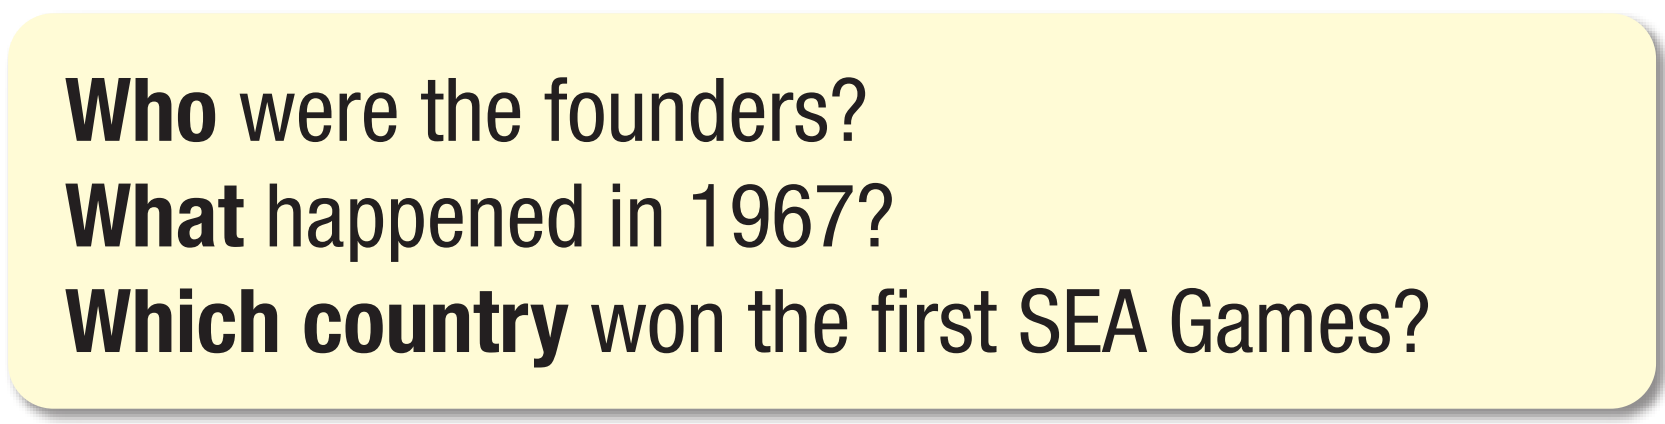 Who were the founders?
What happened in 1967?
Which country won the first SEA Games?